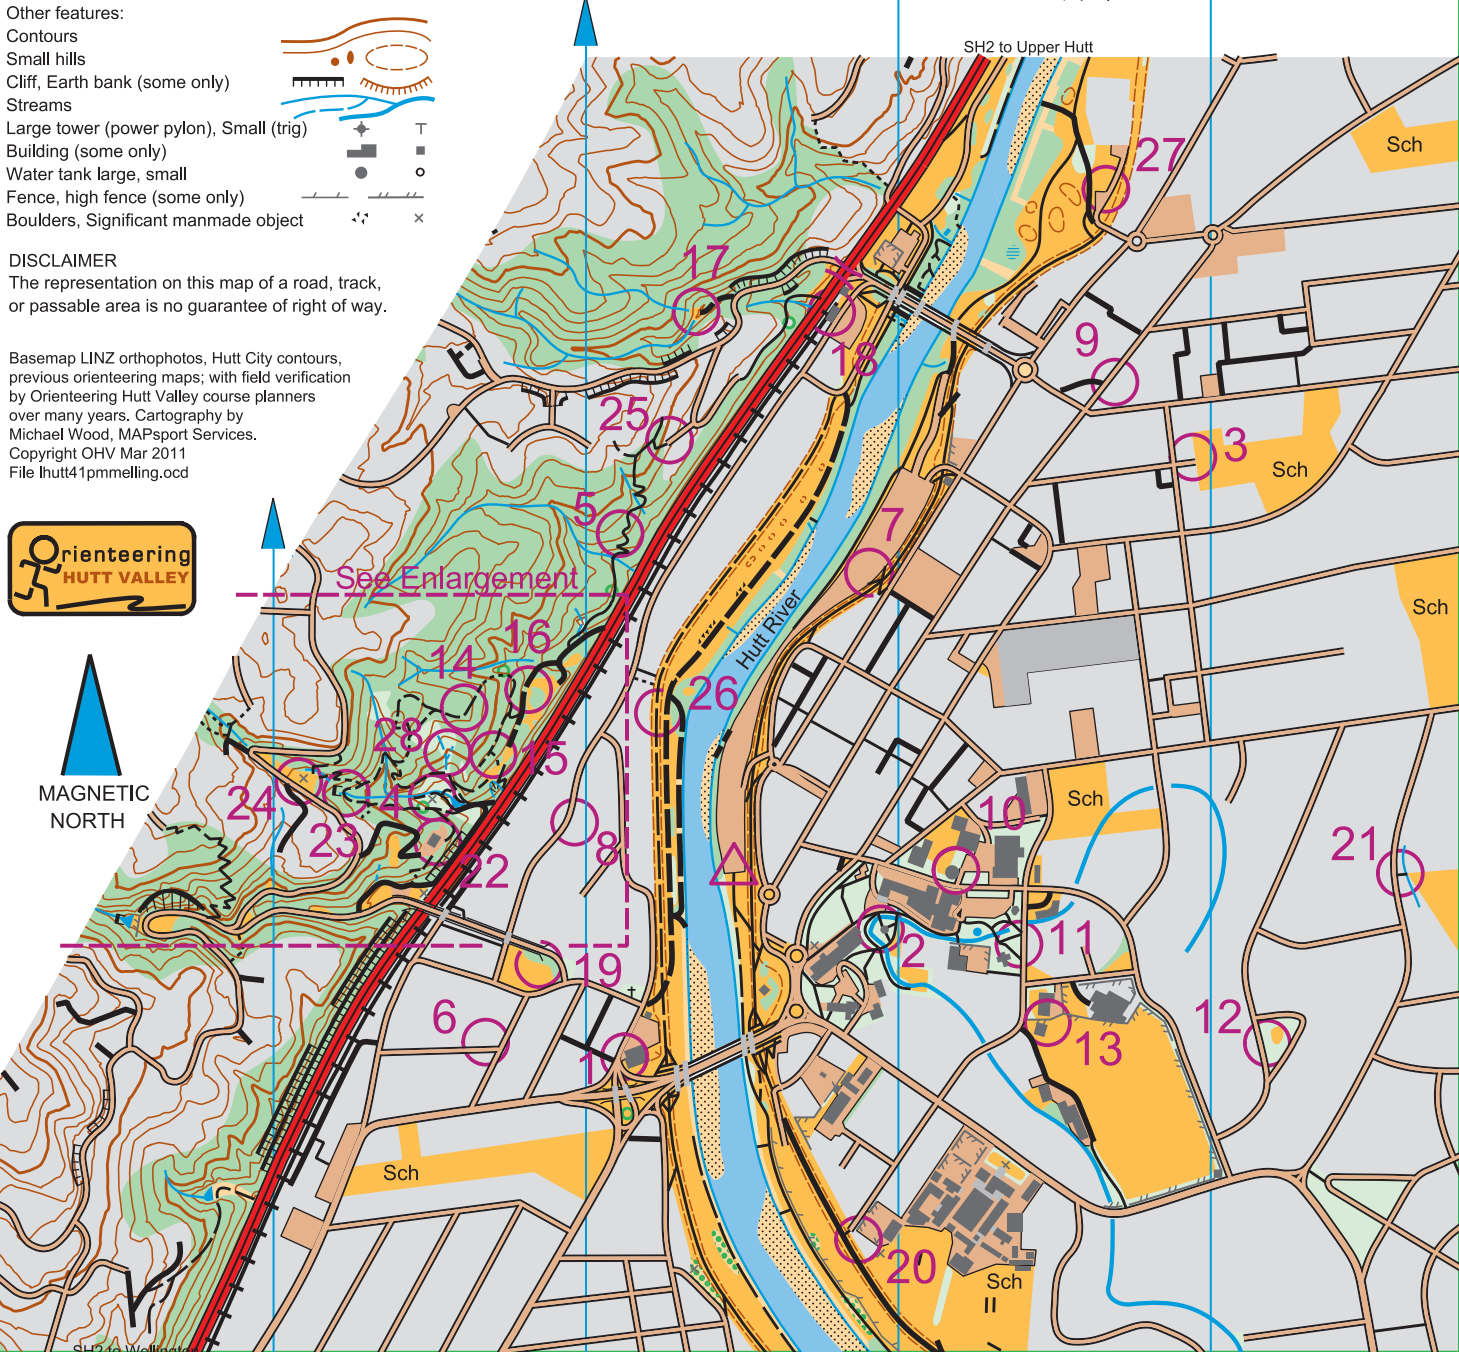 Other features:
Contours
Small hills
Cliff, Earth bank (some only)
Streams
Large tower (power pylon), Small (trig)
Building (some only)
Water tank large, small
Fence, high fence (some only)
Boulders, Significant manmade object
DISCLAIMER
The representation on this map of a road, track,
or passable area is no guarantee of right of way.
Basemap LINZ orthophotos, Hutt City contours,
previous orienteering maps; with field verification
by Orienteering Hutt Valley course planners
over many years. Cartography by
Michael Wood, MAPsport Services.
Copyright OHV Mar 2011
File lhutt41pmmelling.ocd
Orienteering
HUTT VALLEY
MAGNETIC
NORTH
SH2 to Upper Hutt
Sch
27
17
18
9
25
3
Sch
5
7
See Enlargement
Sch
Hutt River
16
14
26
28
15
24
4
23
8
22
10
Sch
21
2
11
19
6
1
13
12
Sch
20
Sch
SH2 to Wellington